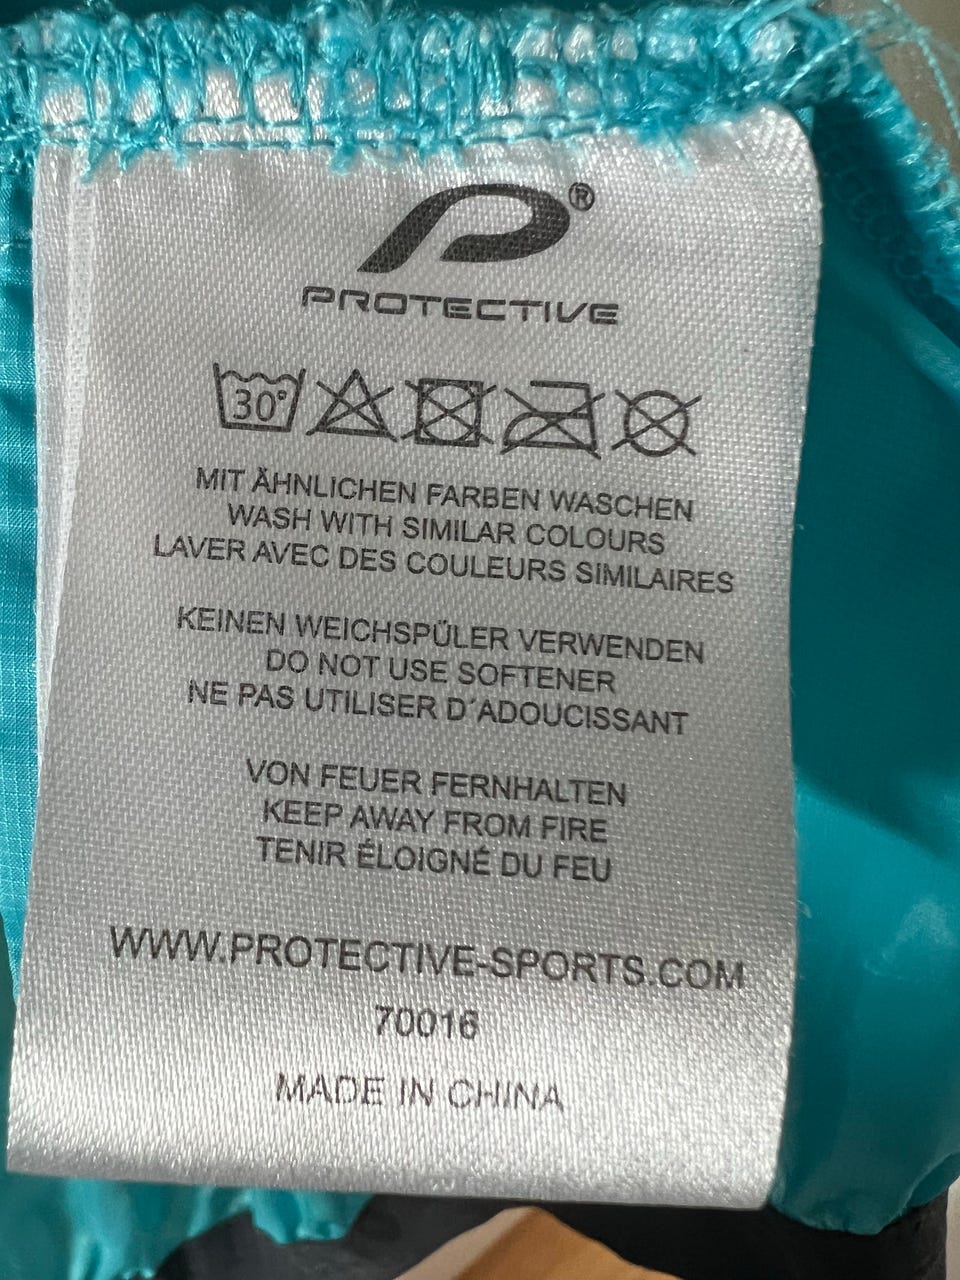 ®
PROTECTIVE
30°
MIT ÄHNLICHEN FARBEN WASCHEN
WASH WITH SIMILAR COLOURS
LAVER AVEC DES COULEURS SIMILAIRES
KEINEN WEICHSPÜLER VERWENDEN
DO NOT USE SOFTENER
NE PAS UTILISER D´ADOUCISSANT
VON FEUER FERNHALTEN
KEEP AWAY FROM FIRE
TENIR ÉLOIGNÉ DU FEU
WWW.PROTECTIVE-SPORTS.COM
70016
MADE IN CHINA